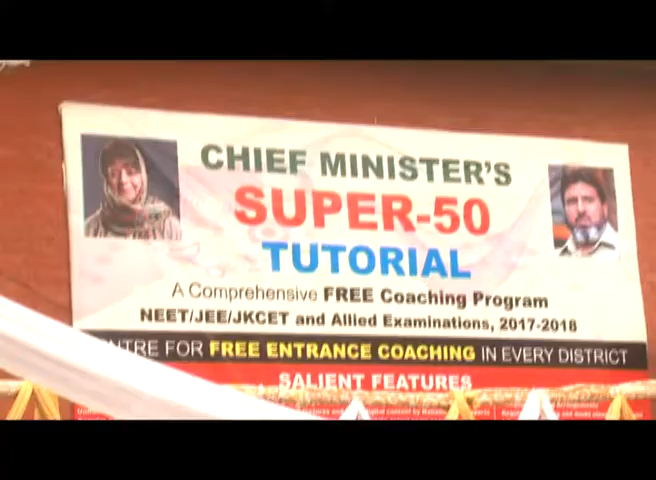 CHIEF MINISTER'S
SUPER-50
TUTORIAL
A Comprehensive FREE Coaching Program
NEET/JEE/JKCET and Allied Examinations, 2017-2018
FOR FREE ENTRANCE COACHING IN EVERY DISTRICT
SALIENT FEATURES